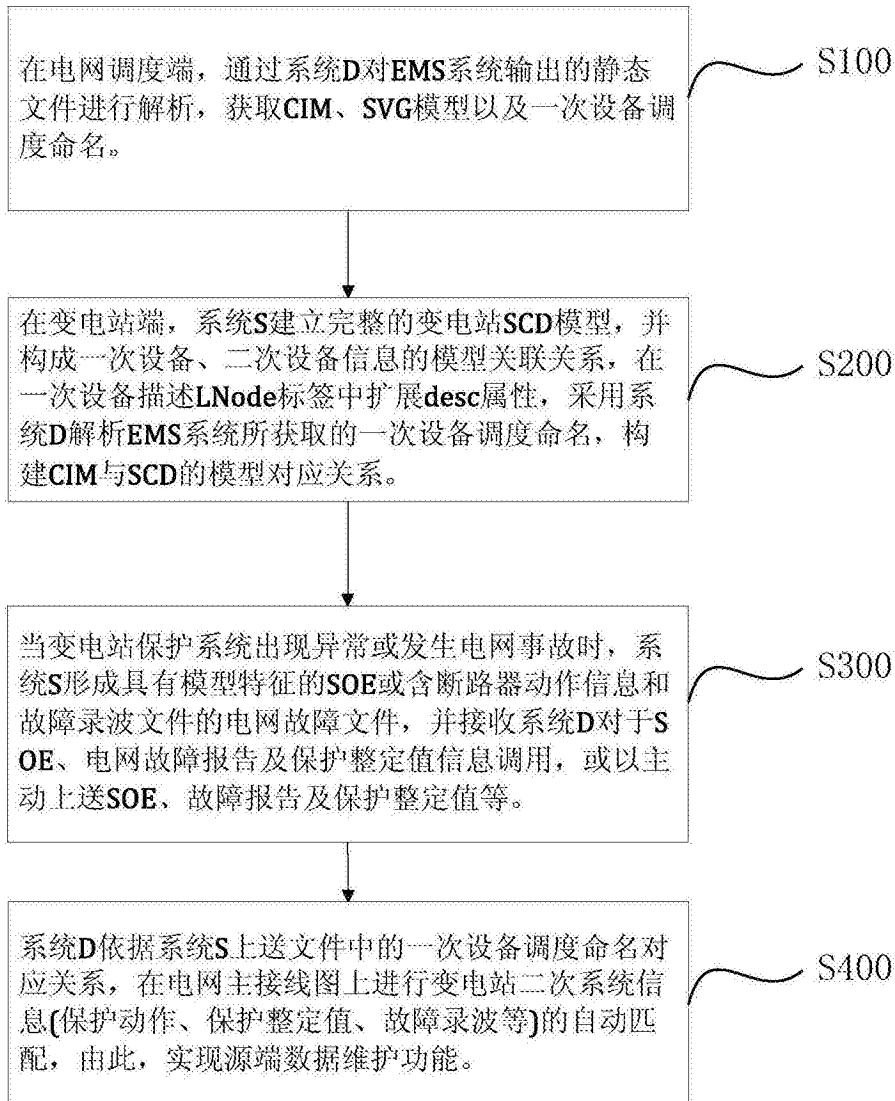 在电网调度端，通过系统D对EMS系统输出的静态
文件进行解析，获取CIM、SVG模型以及一次设备调
度命名。
S100
在变电站端，系统S建立完整的变电站SCD模型，并
构成一次设备、二次设备信息的模型关联关系，在
一次设备描述LNode标签中扩展desc属性，采用系
统D解析EMS系统所获取的一次设备调度命名，构
建CIM与SCD的模型对应关系。
S200
当变电站保护系统出现异常或发生电网事故时，系
统S形成具有模型特征的SOE或含断路器动作信息和
故障录波文件的电网故障文件，并接收系统D对于S
OE、电网故障报告及保护整定值信息调用，或以主
动上送SOE、故障报告及保护整定值等。
S300
系统D依据系统S上送文件中的一次设备调度命名对
应关系，在电网主接线图上进行变电站二次系统信
息(保护动作、保护整定值、故障录波等)的自动匹
配，由此，实现源端数据维护功能。
S400